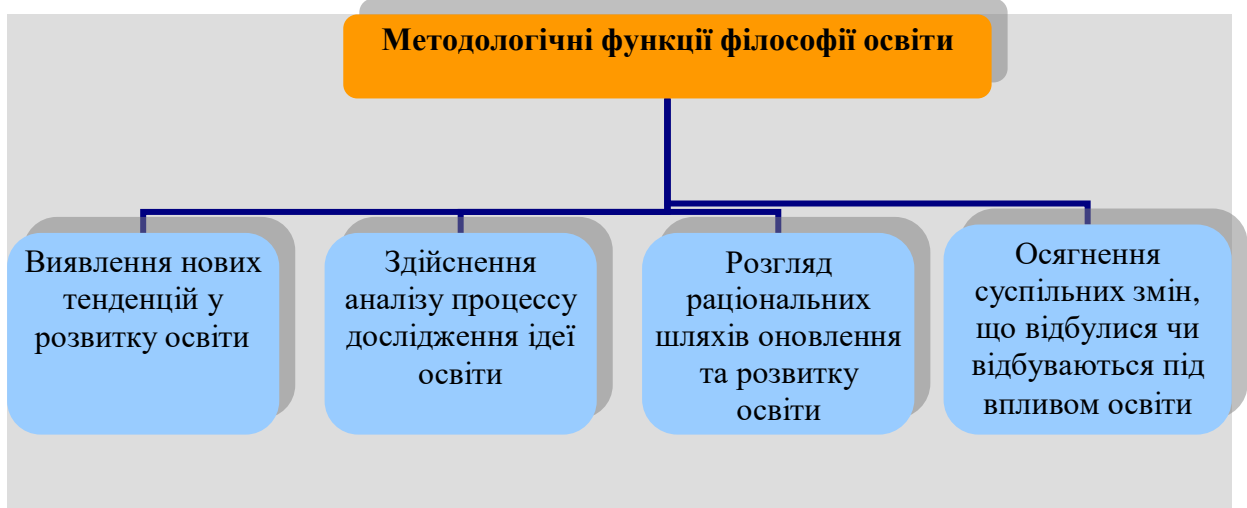 Методологічні функції філософії освіти
Виявлення нових
тенденцій у
розвитку освіти
Здійснення
аналізу процессу
дослідження ідеї
освіти
Розгляд
раціональних
шляхів оновлення
та розвитку
освіти
Осягнення
суспільних змін,
що відбулися чи
відбуваються під
впливом освіти